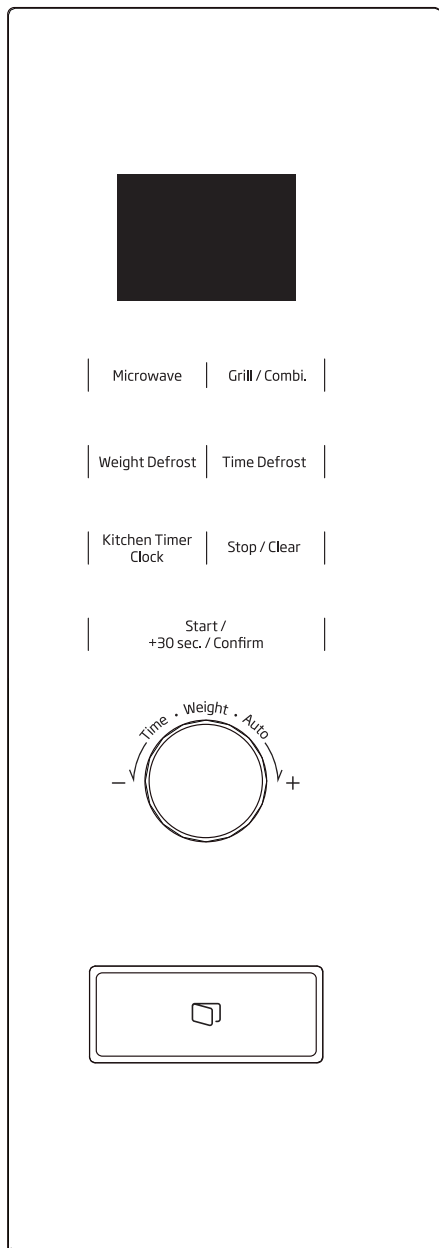 Microwave
Grill / Combi.
Weight Defrost
Time Defrost
Kitchen Timer
Clock
Stop / Clear
Start /
+30 sec. / Confirm
Time · Weight · Auto
– +